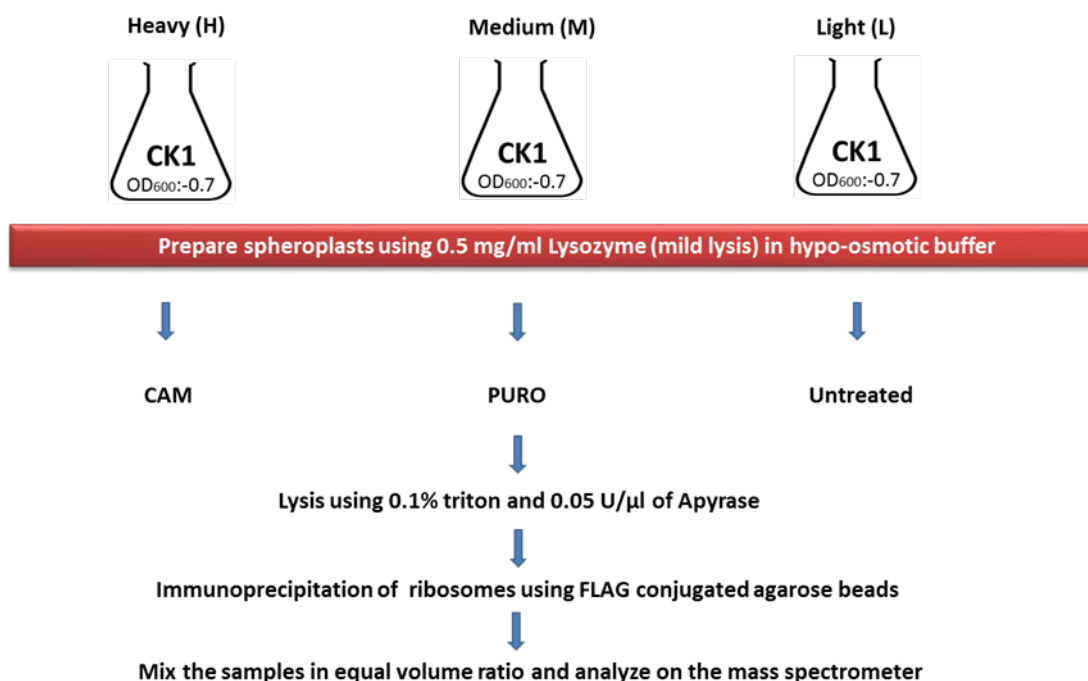 Heavy (H) Medium (M) Light (L)
CK1 CK1 CK1
OD600:-0.7 OD600:-0.7 OD600:-0.7
Prepare spheroplasts using 0.5 mg/ml Lysozyme (mild lysis) in hypo-osmotic buffer
CAM PURO Untreated
Lysis using 0.1% triton and 0.05 U/µl of Apyrase
Immunoprecipitation of ribosomes using FLAG conjugated agarose beads
Mix the samples in equal volume ratio and analyze on the mass spectrometer